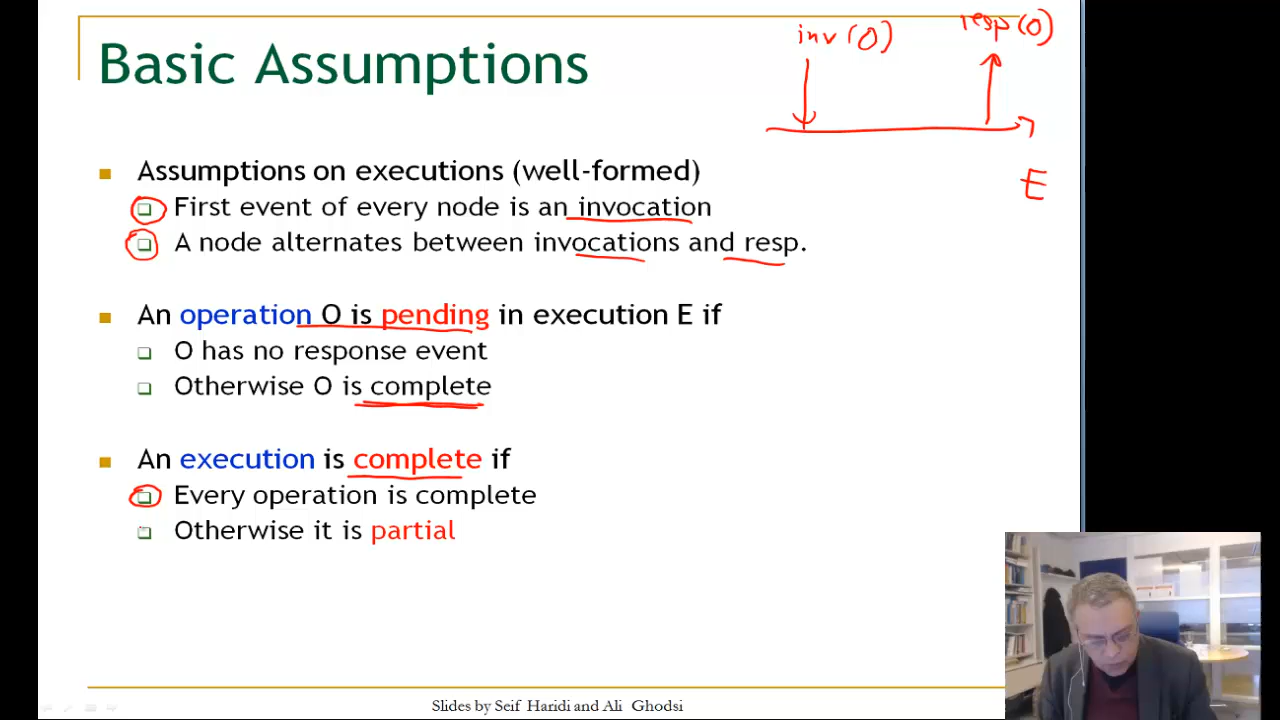 inv(O) resp(O)
Basic Assumptions
E
Assumptions on executions (well-formed)
First event of every node is an invocation
A node alternates between invocations and resp.
An operation O is pending in execution E if
O has no response event
Otherwise O is complete
An execution is complete if
Every operation is complete
Otherwise it is partial
Slides by Seif Haridi and Ali Ghodsi